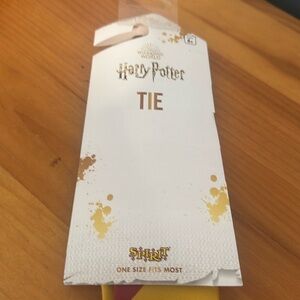 Harry Potter
TIE
SPIRIT
ONE SIZE FITS MOST